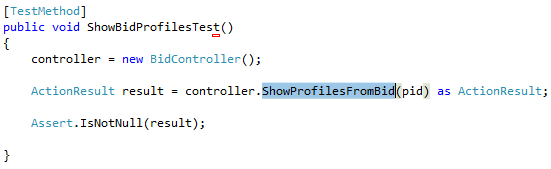 [TestMethod]
public void ShowBidProfilesTest()
{
controller = new BidController();
ActionResult result = controller.ShowProfilesFromBid(pid) as ActionResult;
Assert.IsNotNull(result);
}